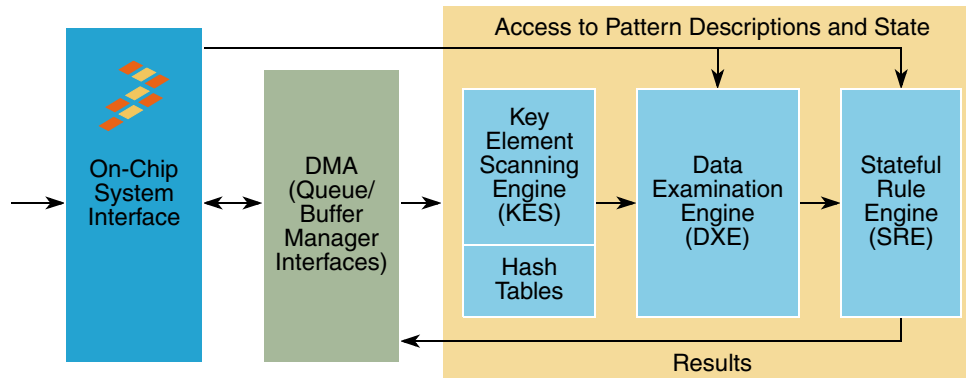 Access to Pattern Descriptions and State
On-Chip
System
Interface
DMA
(Queue/
Buffer
Manager
Interfaces)
Key
Element
Scanning
Engine
(KES)
Hash
Tables
Data
Examination
Engine
(DXE)
Stateful
Rule
Engine
(SRE)
Results